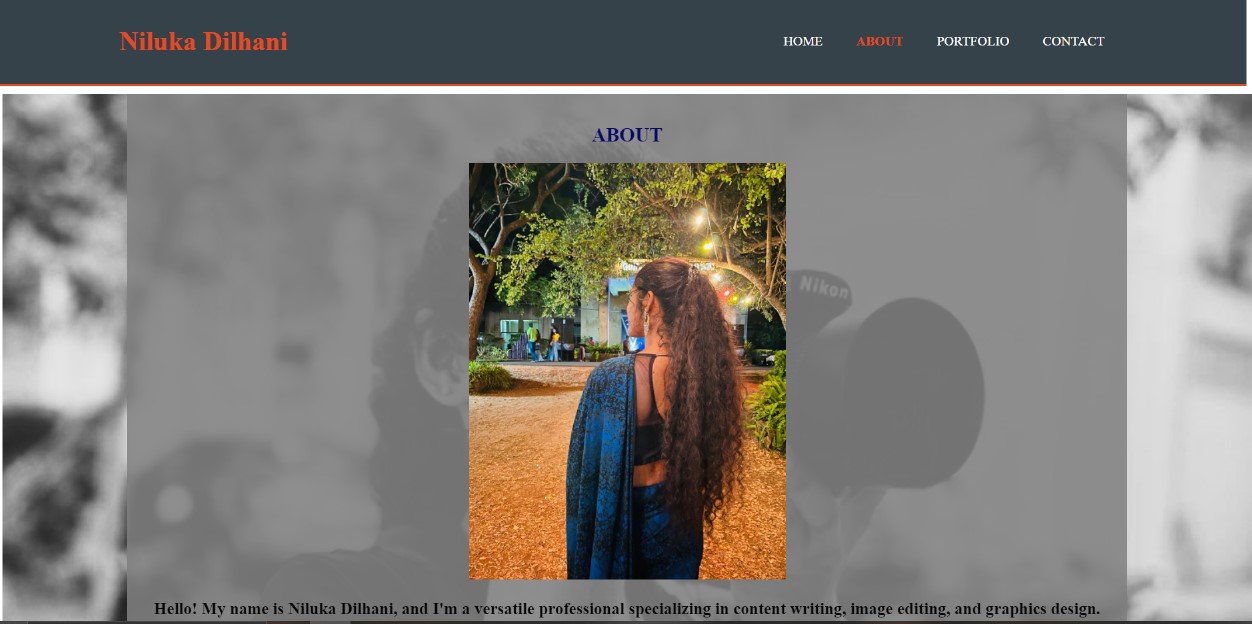 Niluka Dilhani
HOME ABOUT PORTFOLIO CONTACT
ABOUT
Nikon
Hello! My name is Niluka Dilhani, and I'm a versatile professional specializing in content writing, image editing, and graphics design.